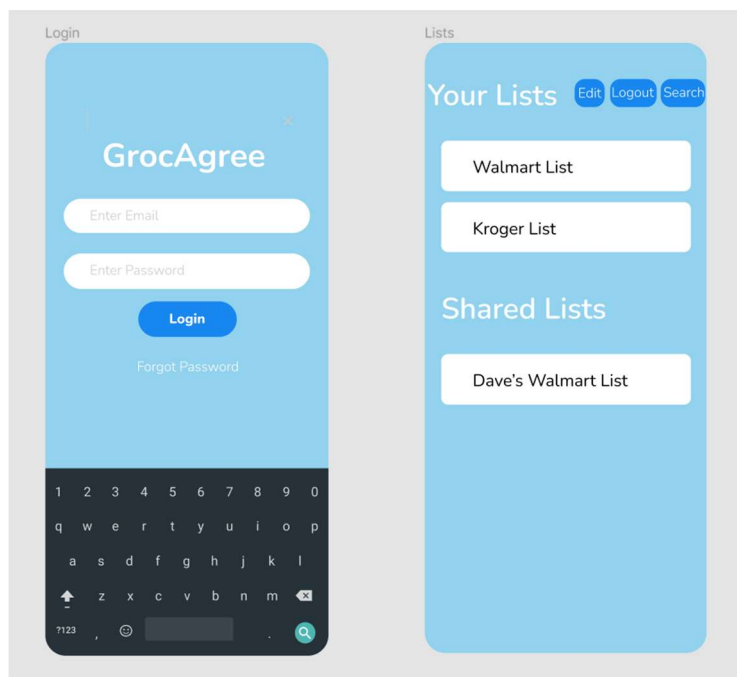 Login
GrocAgree
Enter Email
Enter Password
Login
Forgot Password
1 2 3 4 5 6 7 8 9 0
q w e r t y u i o p
a s d f g h j k l
z x c v b n m
?123 , .
Lists
Your Lists Edit Logout Search
Walmart List
Kroger List
Shared Lists
Dave's Walmart List